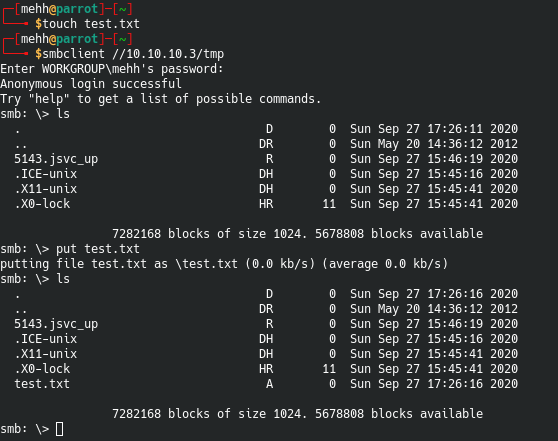 ┌─[mehh@parrot]─[~]
└──╼ $touch test.txt
┌─[mehh@parrot]─[~]
└──╼ $smbclient //10.10.10.3/tmp
Enter WORKGROUP\mehh's password:
Anonymous login successful
Try "help" to get a list of possible commands.
smb: \> ls
  .                                   D        0  Sun Sep 27 17:26:11 2020
  ..                                 DR        0  Sun May 20 14:36:12 2012
  5143.jsvc_up                        R        0  Sun Sep 27 15:46:19 2020
  .ICE-unix                          DH        0  Sun Sep 27 15:45:16 2020
  .X11-unix                          DH        0  Sun Sep 27 15:45:41 2020
  .X0-lock                           HR       11  Sun Sep 27 15:45:41 2020
                7282168 blocks of size 1024. 5678808 blocks available
smb: \> put test.txt
putting file test.txt as \test.txt (0.0 kb/s) (average 0.0 kb/s)
smb: \> ls
  .                                   D        0  Sun Sep 27 17:26:16 2020
  ..                                 DR        0  Sun May 20 14:36:12 2012
  5143.jsvc_up                        R        0  Sun Sep 27 15:46:19 2020
  .ICE-unix                          DH        0  Sun Sep 27 15:45:16 2020
  .X11-unix                          DH        0  Sun Sep 27 15:45:41 2020
  .X0-lock                           HR       11  Sun Sep 27 15:45:41 2020
  test.txt                            A        0  Sun Sep 27 17:26:16 2020
                7282168 blocks of size 1024. 5678808 blocks available
smb: \>